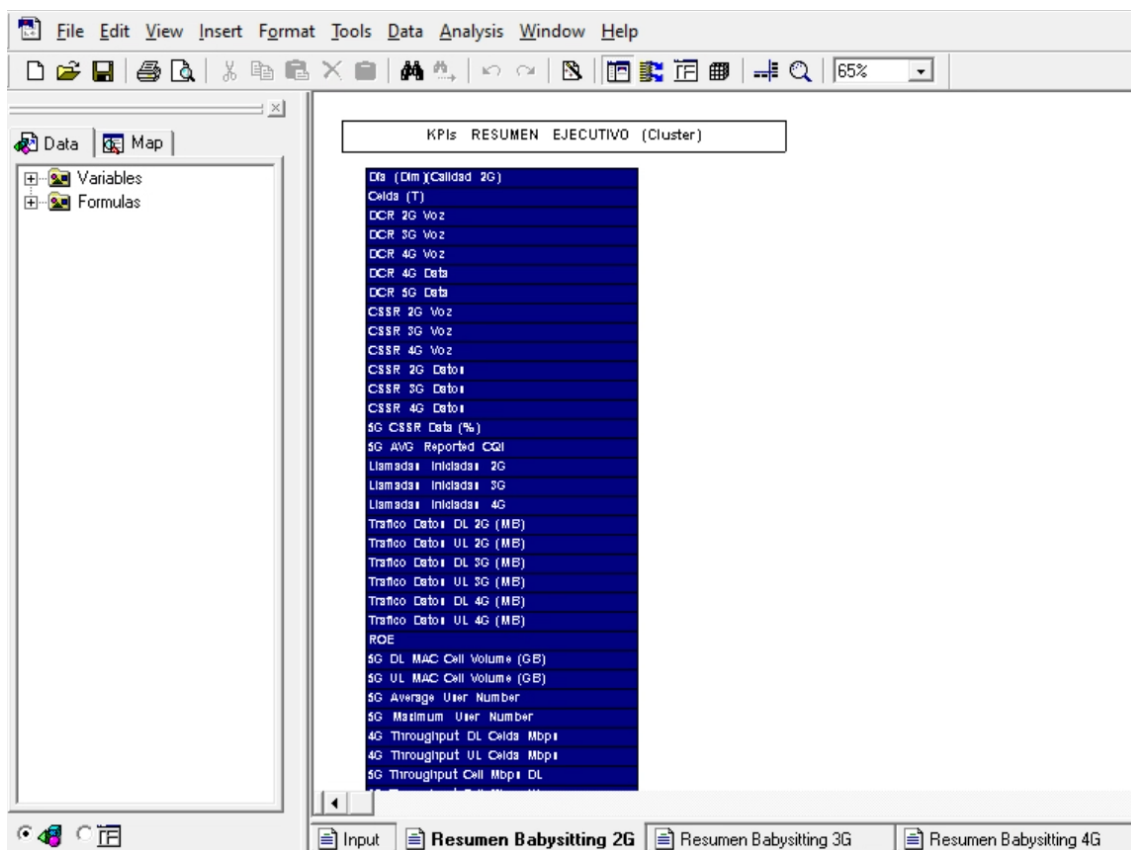 File Edit View Insert Format Tools Data Analysis Window Help
65%
Data Map
Variables
Formulas
KPIs RESUMEN EJECUTIVO (Cluster)
Día (Dim)(Calidad 2G)
Celda (T)
DCR 2G Voz
DCR 3G Voz
DCR 4G Voz
DCR 4G Data
DCR 5G Data
CSSR 2G Voz
CSSR 3G Voz
CSSR 4G Voz
CSSR 2G Datos
CSSR 3G Datos
CSSR 4G Datos
5G CSSR Data (%)
5G AVG Reported CQI
Llamadas Iniciadas 2G
Llamadas Iniciadas 3G
Llamadas Iniciadas 4G
Trafico Datos DL 2G (MB)
Trafico Datos UL 2G (MB)
Trafico Datos DL 3G (MB)
Trafico Datos UL 3G (MB)
Trafico Datos DL 4G (MB)
Trafico Datos UL 4G (MB)
ROE
5G DL MAC Cell Volume (GB)
5G UL MAC Cell Volume (GB)
5G Average User Number
5G Maximum User Number
4G Throughput DL Celda Mbps
4G Throughput UL Celda Mbps
5G Throughput Cell Mbps DL
Input Resumen Babysitting 2G Resumen Babysitting 3G Resumen Babysitting 4G